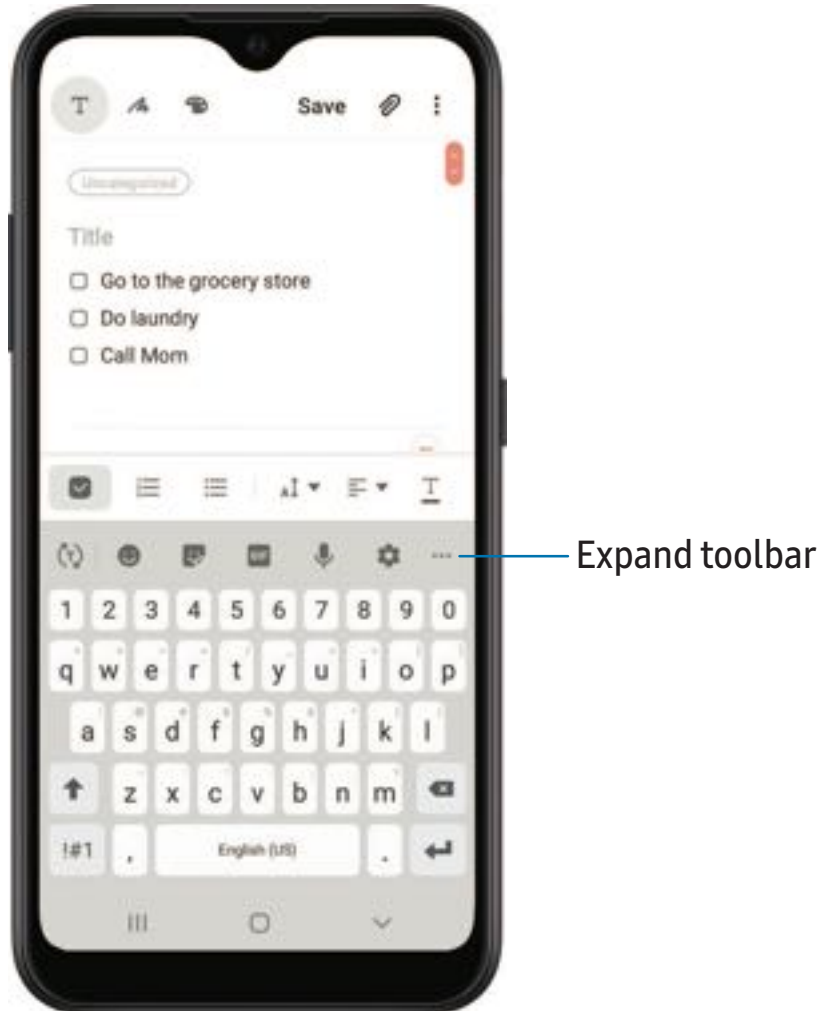 T Save
Uncategorized
Title
Go to the grocery store
Do laundry
Call Mom
T
GIF
Expand toolbar
1 2 3 4 5 6 7 8 9 0
q w e r t y u i o p
a s d f g h j k l
z x c v b n m
!#1 , English (US) .